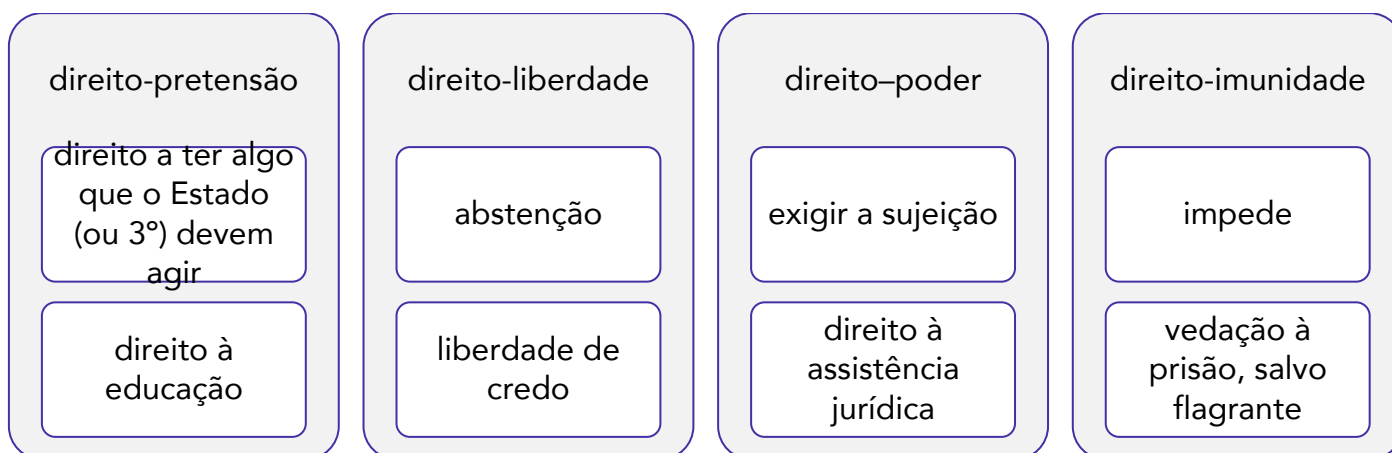 direito-pretensão
direito a ter algo
que o Estado
(ou 3º) devem
agir
direito à
educação
direito-liberdade
abstenção
liberdade de
credo
direito–poder
exigir a sujeição
direito à
assistência
jurídica
direito-imunidade
impede
vedação à
prisão, salvo
flagrante